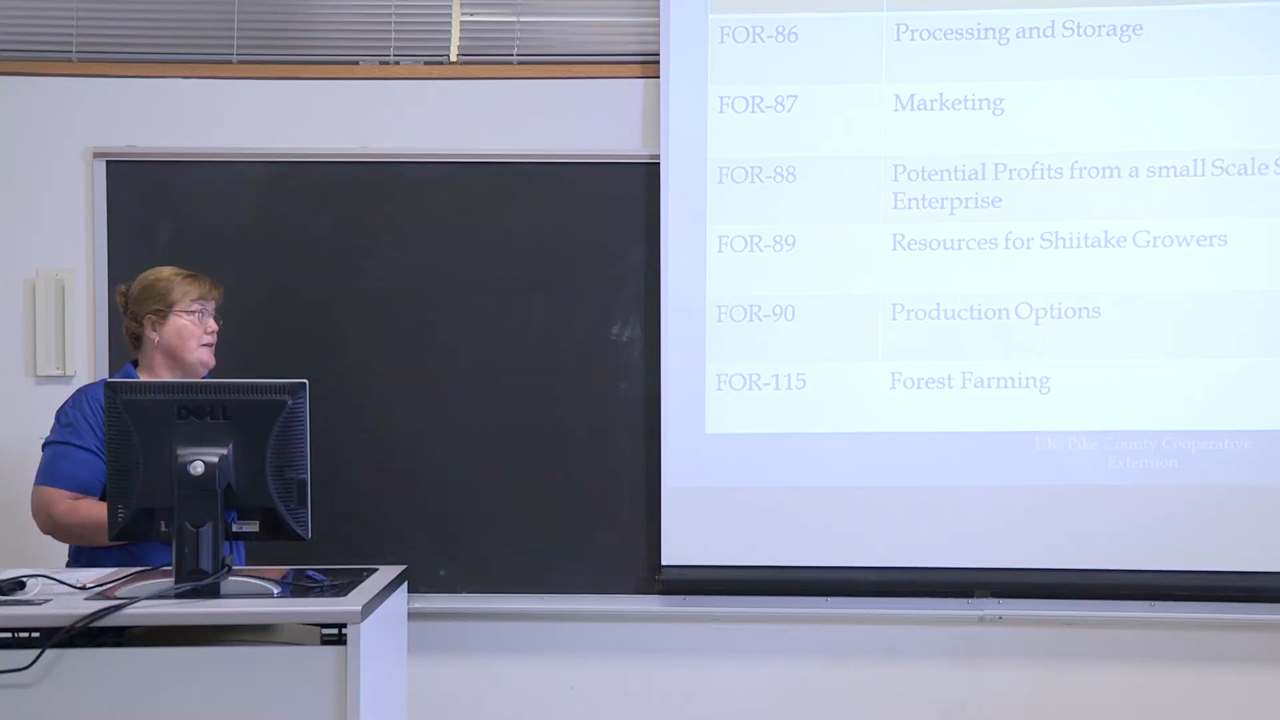 FOR-86 Processing and Storage
FOR-87 Marketing
FOR-88 Potential Profits from a small Scale
Enterprise
FOR-89 Resources for Shiitake Growers
FOR-90 Production Options
FOR-115 Forest Farming
UK/Pike County Cooperative
Extension
DELL